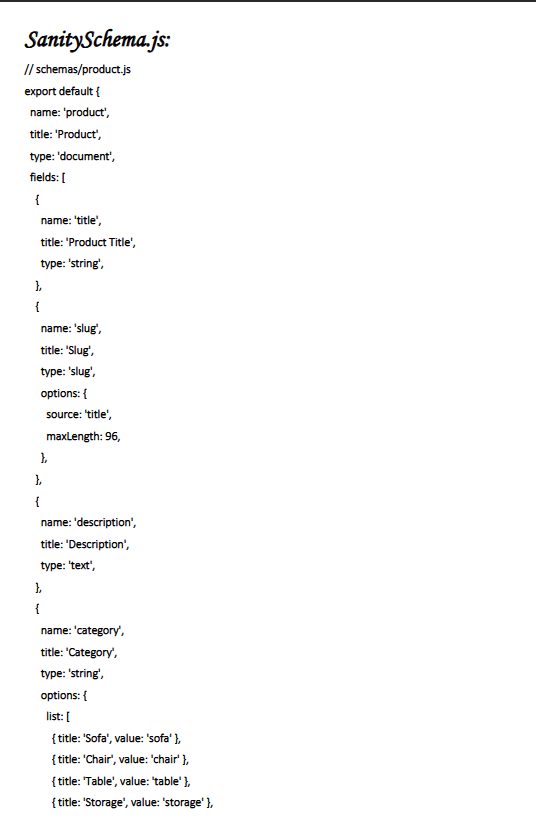 SanitySchema.js:
// schemas/product.js
export default {
name: 'product',
title: 'Product',
type: 'document',
fields: [
{
name: 'title',
title: 'Product Title',
type: 'string',
},
{
name: 'slug',
title: 'Slug',
type: 'slug',
options: {
source: 'title',
maxLength: 96,
},
},
{
name: 'description',
title: 'Description',
type: 'text',
},
{
name: 'category',
title: 'Category',
type: 'string',
options: {
list: [
{ title: 'Sofa', value: 'sofa' },
{ title: 'Chair', value: 'chair' },
{ title: 'Table', value: 'table' },
{ title: 'Storage', value: 'storage' },